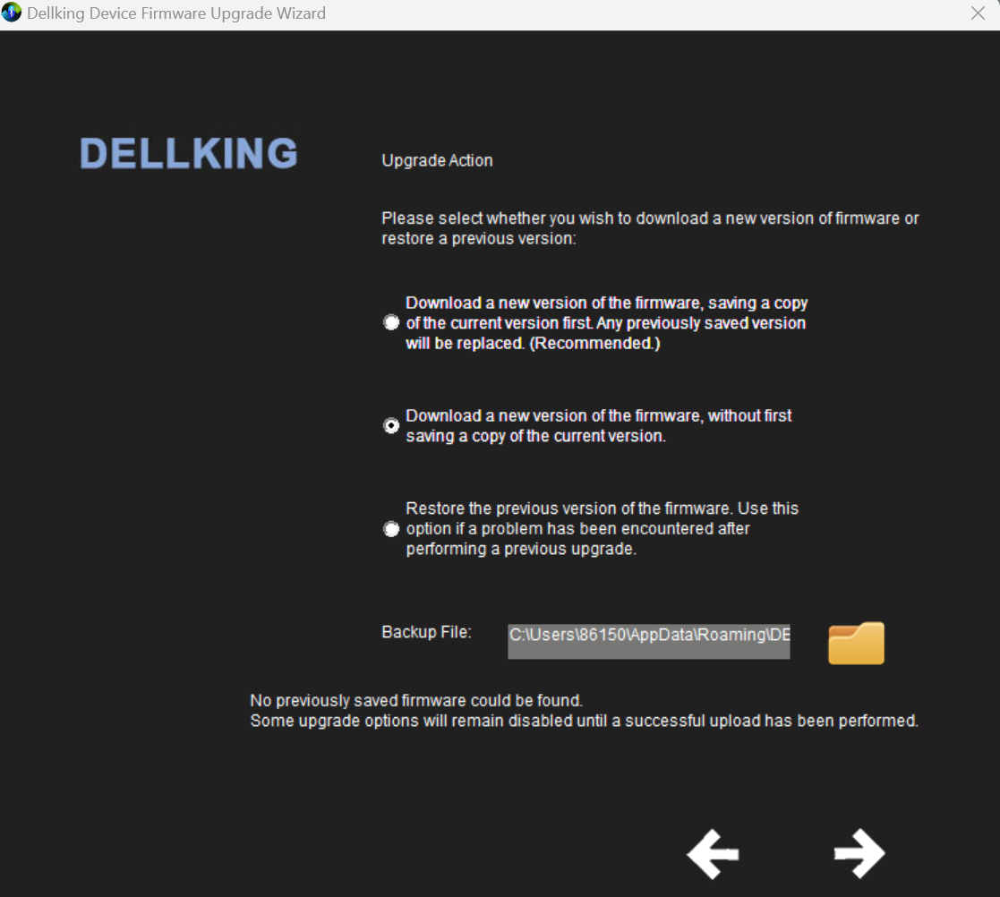 Dellking Device Firmware Upgrade Wizard
DELLKING
Upgrade Action
Please select whether you wish to download a new version of firmware or
restore a previous version:
Download a new version of the firmware, saving a copy
of the current version first. Any previously saved version
will be replaced. (Recommended.)
Download a new version of the firmware, without first
saving a copy of the current version.
Restore the previous version of the firmware. Use this
option if a problem has been encountered after
performing a previous upgrade.
Backup File:
C:\Users\86150\AppData\Roaming\DE
No previously saved firmware could be found.
Some upgrade options will remain disabled until a successful upload has been performed.